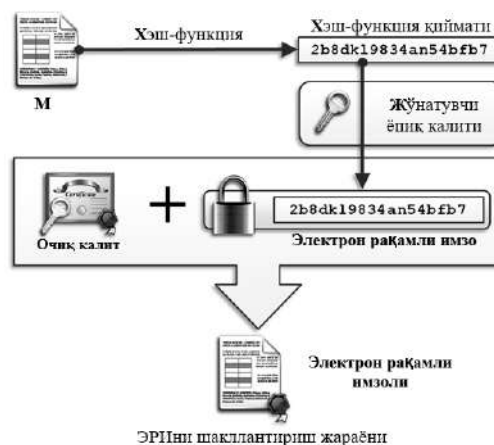 Хэш-функция
Хэш-функция қиймати
2b8dk19834an54bfb7
М
Жўнатувчи
ёпиқ калити
2b8dk19834an54bfb7
Очиқ калит
Электрон рақамли имзо
Электрон рақамли
имзоли
ЭРИни шакллантириш жараёни